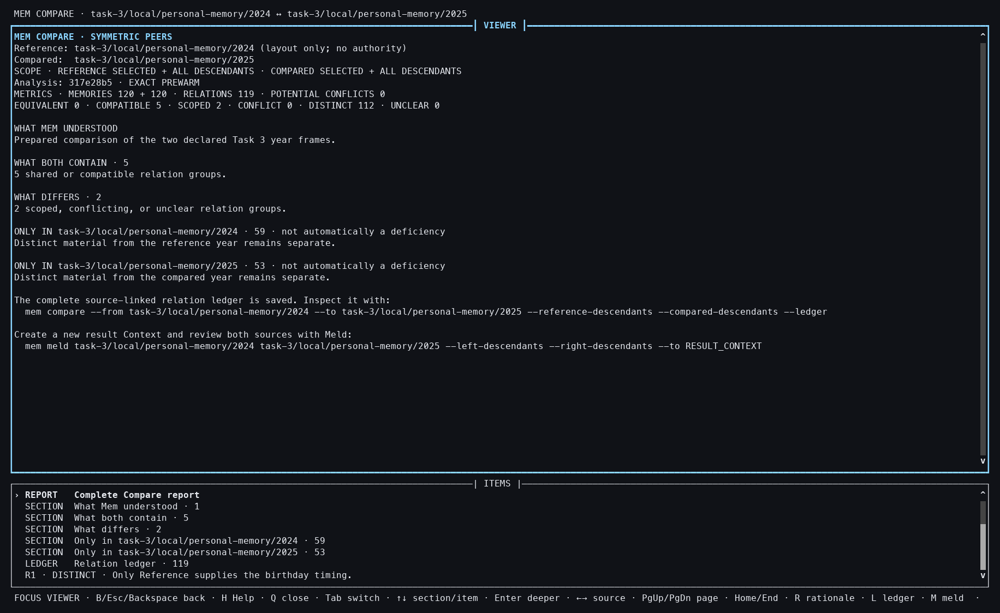 MEM COMPARE · task-3/local/personal-memory/2024 ↔ task-3/local/personal-memory/2025
VIEWER
MEM COMPARE · SYMMETRIC PEERS
Reference: task-3/local/personal-memory/2024 (layout only; no authority)
Compared:  task-3/local/personal-memory/2025
SCOPE · REFERENCE SELECTED + ALL DESCENDANTS · COMPARED SELECTED + ALL DESCENDANTS
Analysis: 317e28b5 · EXACT PREWARM
METRICS · MEMORIES 120 + 120 · RELATIONS 119 · POTENTIAL CONFLICTS 0
EQUIVALENT 0 · COMPATIBLE 5 · SCOPED 2 · CONFLICT 0 · DISTINCT 112 · UNCLEAR 0
WHAT MEM UNDERSTOOD
Prepared comparison of the two declared Task 3 year frames.
WHAT BOTH CONTAIN · 5
5 shared or compatible relation groups.
WHAT DIFFERS · 2
2 scoped, conflicting, or unclear relation groups.
ONLY IN task-3/local/personal-memory/2024 · 59 · not automatically a deficiency
Distinct material from the reference year remains separate.
ONLY IN task-3/local/personal-memory/2025 · 53 · not automatically a deficiency
Distinct material from the compared year remains separate.
The complete source-linked relation ledger is saved. Inspect it with:
  mem compare --from task-3/local/personal-memory/2024 --to task-3/local/personal-memory/2025 --reference-descendants --compared-descendants --ledger
Create a new result Context and review both sources with Meld:
  mem meld task-3/local/personal-memory/2024 task-3/local/personal-memory/2025 --left-descendants --right-descendants --to RESULT_CONTEXT
ITEMS
› REPORT   Complete Compare report
  SECTION  What Mem understood · 1
  SECTION  What both contain · 5
  SECTION  What differs · 2
  SECTION  Only in task-3/local/personal-memory/2024 · 59
  SECTION  Only in task-3/local/personal-memory/2025 · 53
  LEDGER   Relation ledger · 119
  R1 · DISTINCT · Only Reference supplies the birthday timing.
FOCUS VIEWER · B/Esc/Backspace back · H Help · Q close · Tab switch · ↑↓ section/item · Enter deeper · ←→ source · PgUp/PgDn page · Home/End · R rationale · L ledger · M meld  ·